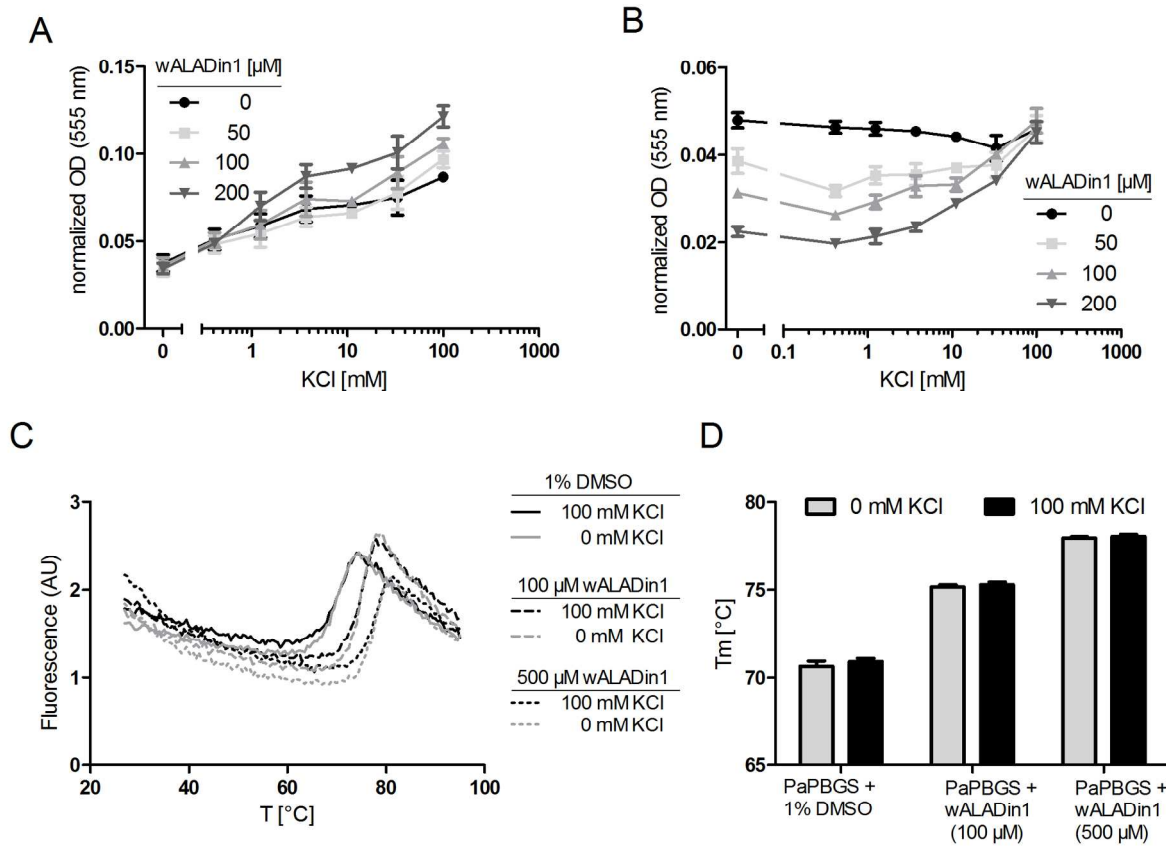 A
wALADin1 [µM]
0
50
100
200
normalized OD (555 nm)
0.15
0.10
0.05
0.00
0 1 10 100 1000
KCl [mM]
B
normalized OD (555 nm)
0.06
0.04
0.02
0.00
wALADin1 [µM]
0
50
100
200
0 0.1 1 10 100 1000
KCl [mM]
C
Fluorescence (AU)
3
2
1
0
20 40 60 80 100
T [°C]
1% DMSO
100 mM KCl
0 mM KCl
100 µM wALADin1
100 mM KCl
0 mM KCl
500 µM wALADin1
100 mM KCl
0 mM KCl
D
0 mM KCl 100 mM KCl
Tm [°C]
80
75
70
65
PaPBGS +
1% DMSO
PaPBGS +
wALADin1
(100 µM)
PaPBGS +
wALADin1
(500 µM)